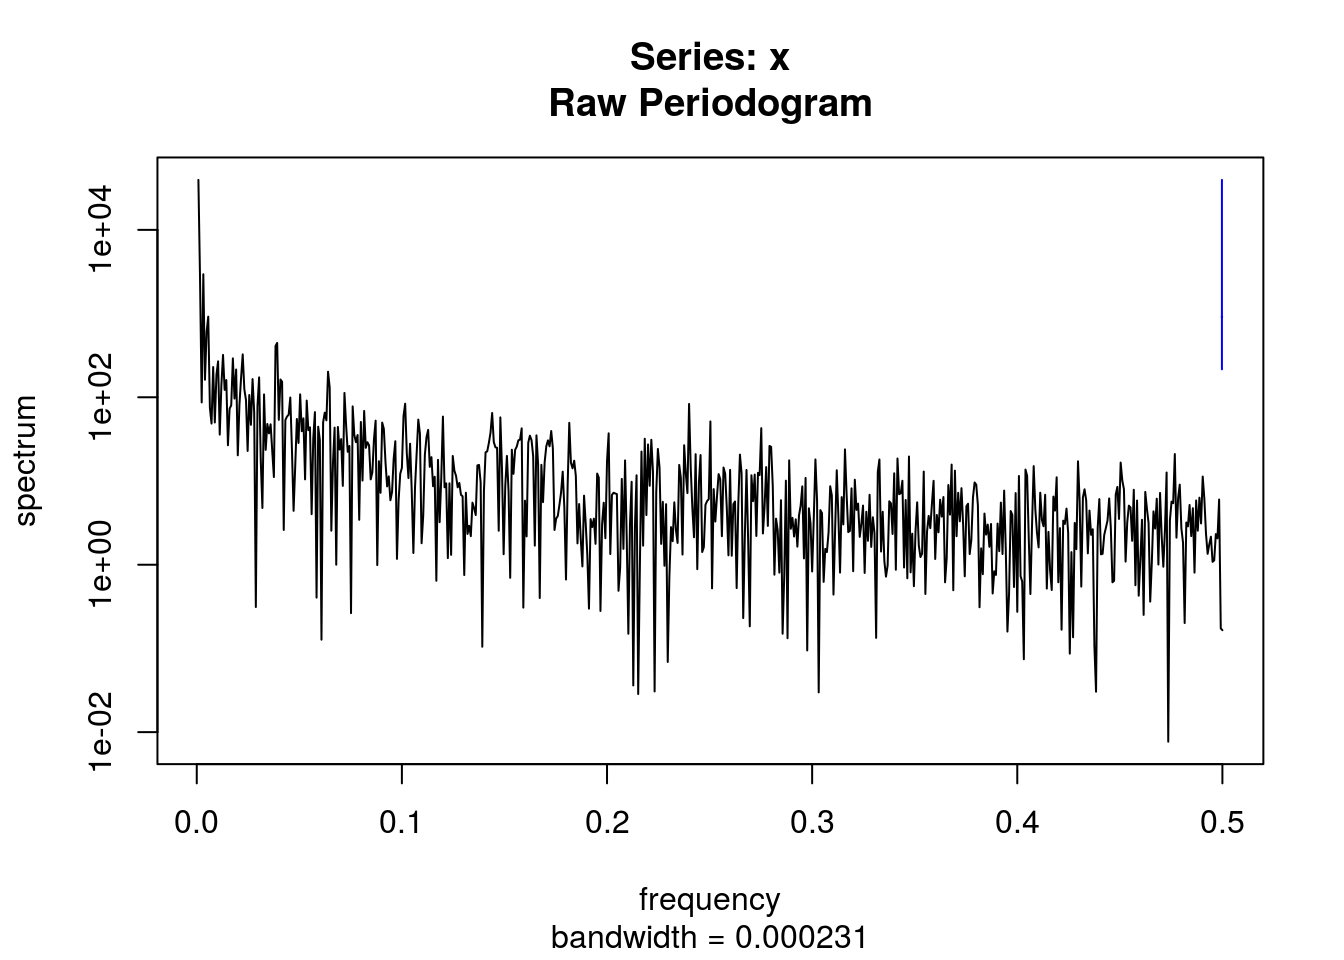 Series: x
Raw Periodogram
spectrum
1e+04
1e+02
1e+00
1e-02
0.0 0.1 0.2 0.3 0.4 0.5
frequency
bandwidth = 0.000231